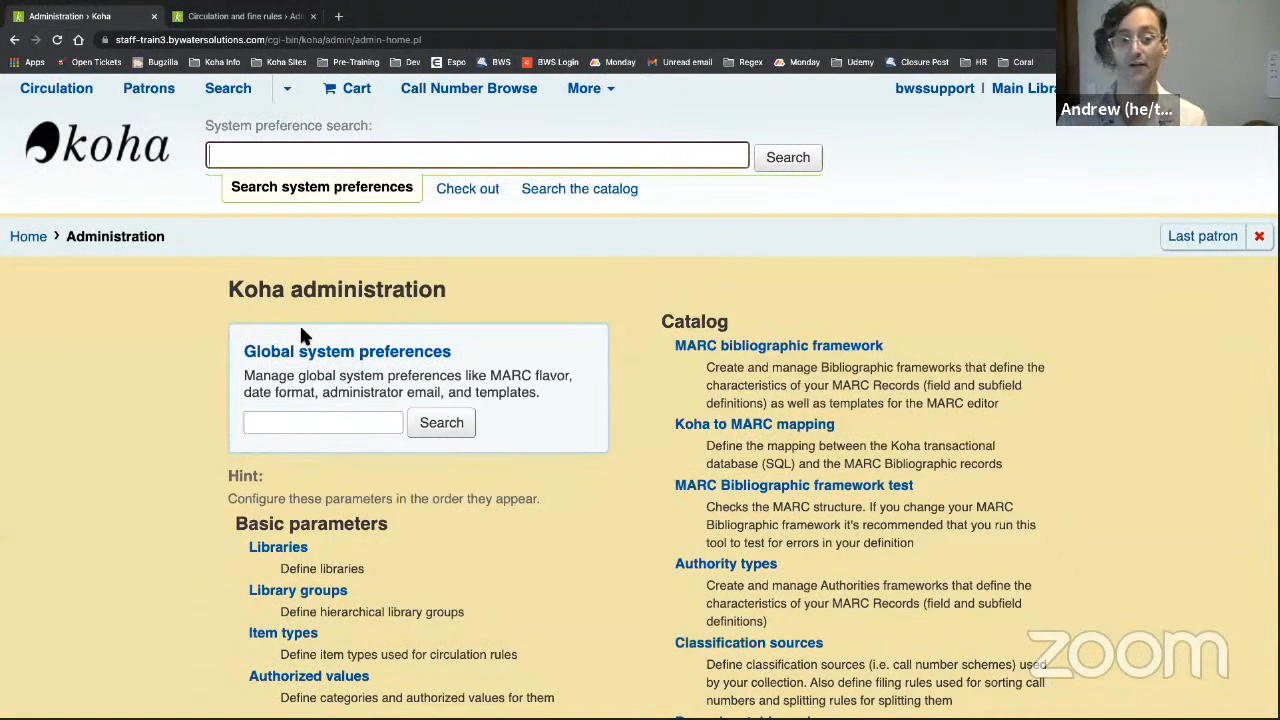 Administration › Koha
Circulation and fine rules › Adm
staff-train3.bywatersolutions.com/cgi-bin/koha/admin/admin-home.pl
Apps Open Tickets Bugzilla Koha Info Koha Sites Pre-Training Dev Espo BWS BWS Login Monday Unread email Regex Monday Udemy Closure Post HR Coral
Circulation Patrons Search Cart Call Number Browse More bwssupport | Main Libra
Andrew (he/t...
System preference search:
koha
Search
Search system preferences Check out Search the catalog
Home › Administration
Last patron
Koha administration
Global system preferences
Manage global system preferences like MARC flavor,
date format, administrator email, and templates.
Search
Hint:
Configure these parameters in the order they appear.
Basic parameters
Libraries
Define libraries
Library groups
Define hierarchical library groups
Item types
Define item types used for circulation rules
Authorized values
Define categories and authorized values for them
Catalog
MARC bibliographic framework
Create and manage Bibliographic frameworks that define the
characteristics of your MARC Records (field and subfield
definitions) as well as templates for the MARC editor
Koha to MARC mapping
Define the mapping between the Koha transactional
database (SQL) and the MARC Bibliographic records
MARC Bibliographic framework test
Checks the MARC structure. If you change your MARC
Bibliographic framework it's recommended that you run this
tool to test for errors in your definition
Authority types
Create and manage Authorities frameworks that define the
characteristics of your MARC Records (field and subfield
definitions)
Classification sources
Define classification sources (i.e. call number schemes) used
by your collection. Also define filing rules used for sorting call
numbers and splitting rules for splitting them
zoom